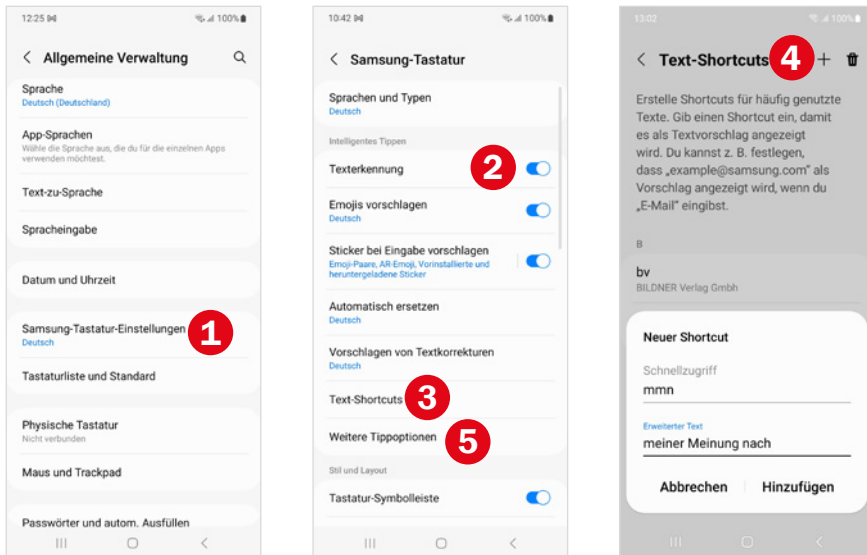 12:25
100%
Allgemeine Verwaltung
Sprache
Deutsch (Deutschland)
App-Sprachen
Wähle die Sprache aus, die du für die einzelnen Apps
verwenden möchtest.
Text-zu-Sprache
Spracheingabe
Datum und Uhrzeit
Samsung-Tastatur-Einstellungen 1
Deutsch
Tastaturliste und Standard
Physische Tastatur
Nicht verbunden
Maus und Trackpad
Passwörter und autom. Ausfüllen
10:42
100%
Samsung-Tastatur
Sprachen und Typen
Deutsch
Intelligentes Tippen
Texterkennung 2
Emojis vorschlagen
Deutsch
Sticker bei Eingabe vorschlagen
Emoji-Paare, AR-Emoji, Vorinstallierte und
heruntergeladene Sticker
Automatisch ersetzen
Deutsch
Vorschlagen von Textkorrekturen
Deutsch
Text-Shortcuts 3
Weitere Tippoptionen 5
Stil und Layout
Tastatur-Symbolleiste
13:02
100%
Text-Shortcuts 4 +
Erstelle Shortcuts für häufig genutzte
Texte. Gib einen Shortcut ein, damit
es als Textvorschlag angezeigt
wird. Du kannst z. B. festlegen,
dass „example@samsung.com" als
Vorschlag angezeigt wird, wenn du
„E-Mail" eingibst.
B
bv
BILDNER Verlag Gmbh
Neuer Shortcut
Schnellzugriff
mmn
Erweiterter Text
meiner Meinung nach
Abbrechen Hinzufügen